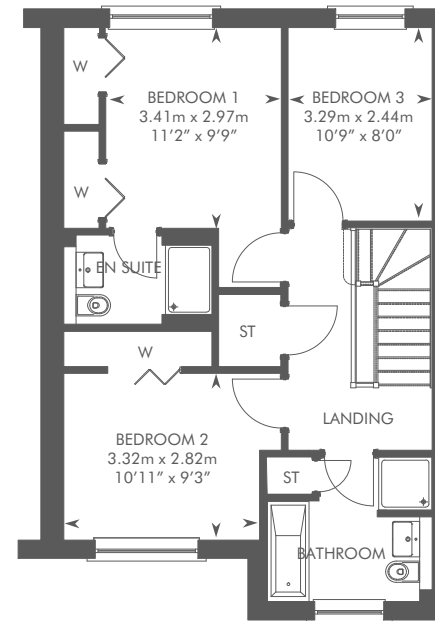 W
BEDROOM 1
3.41m x 2.97m
11’2” x 9’9”
BEDROOM 3
3.29m x 2.44m
10’9” x 8’0”
W
EN SUITE
ST
W
LANDING
BEDROOM 2
3.32m x 2.82m
10’11” x 9’3”
ST
BATHROOM